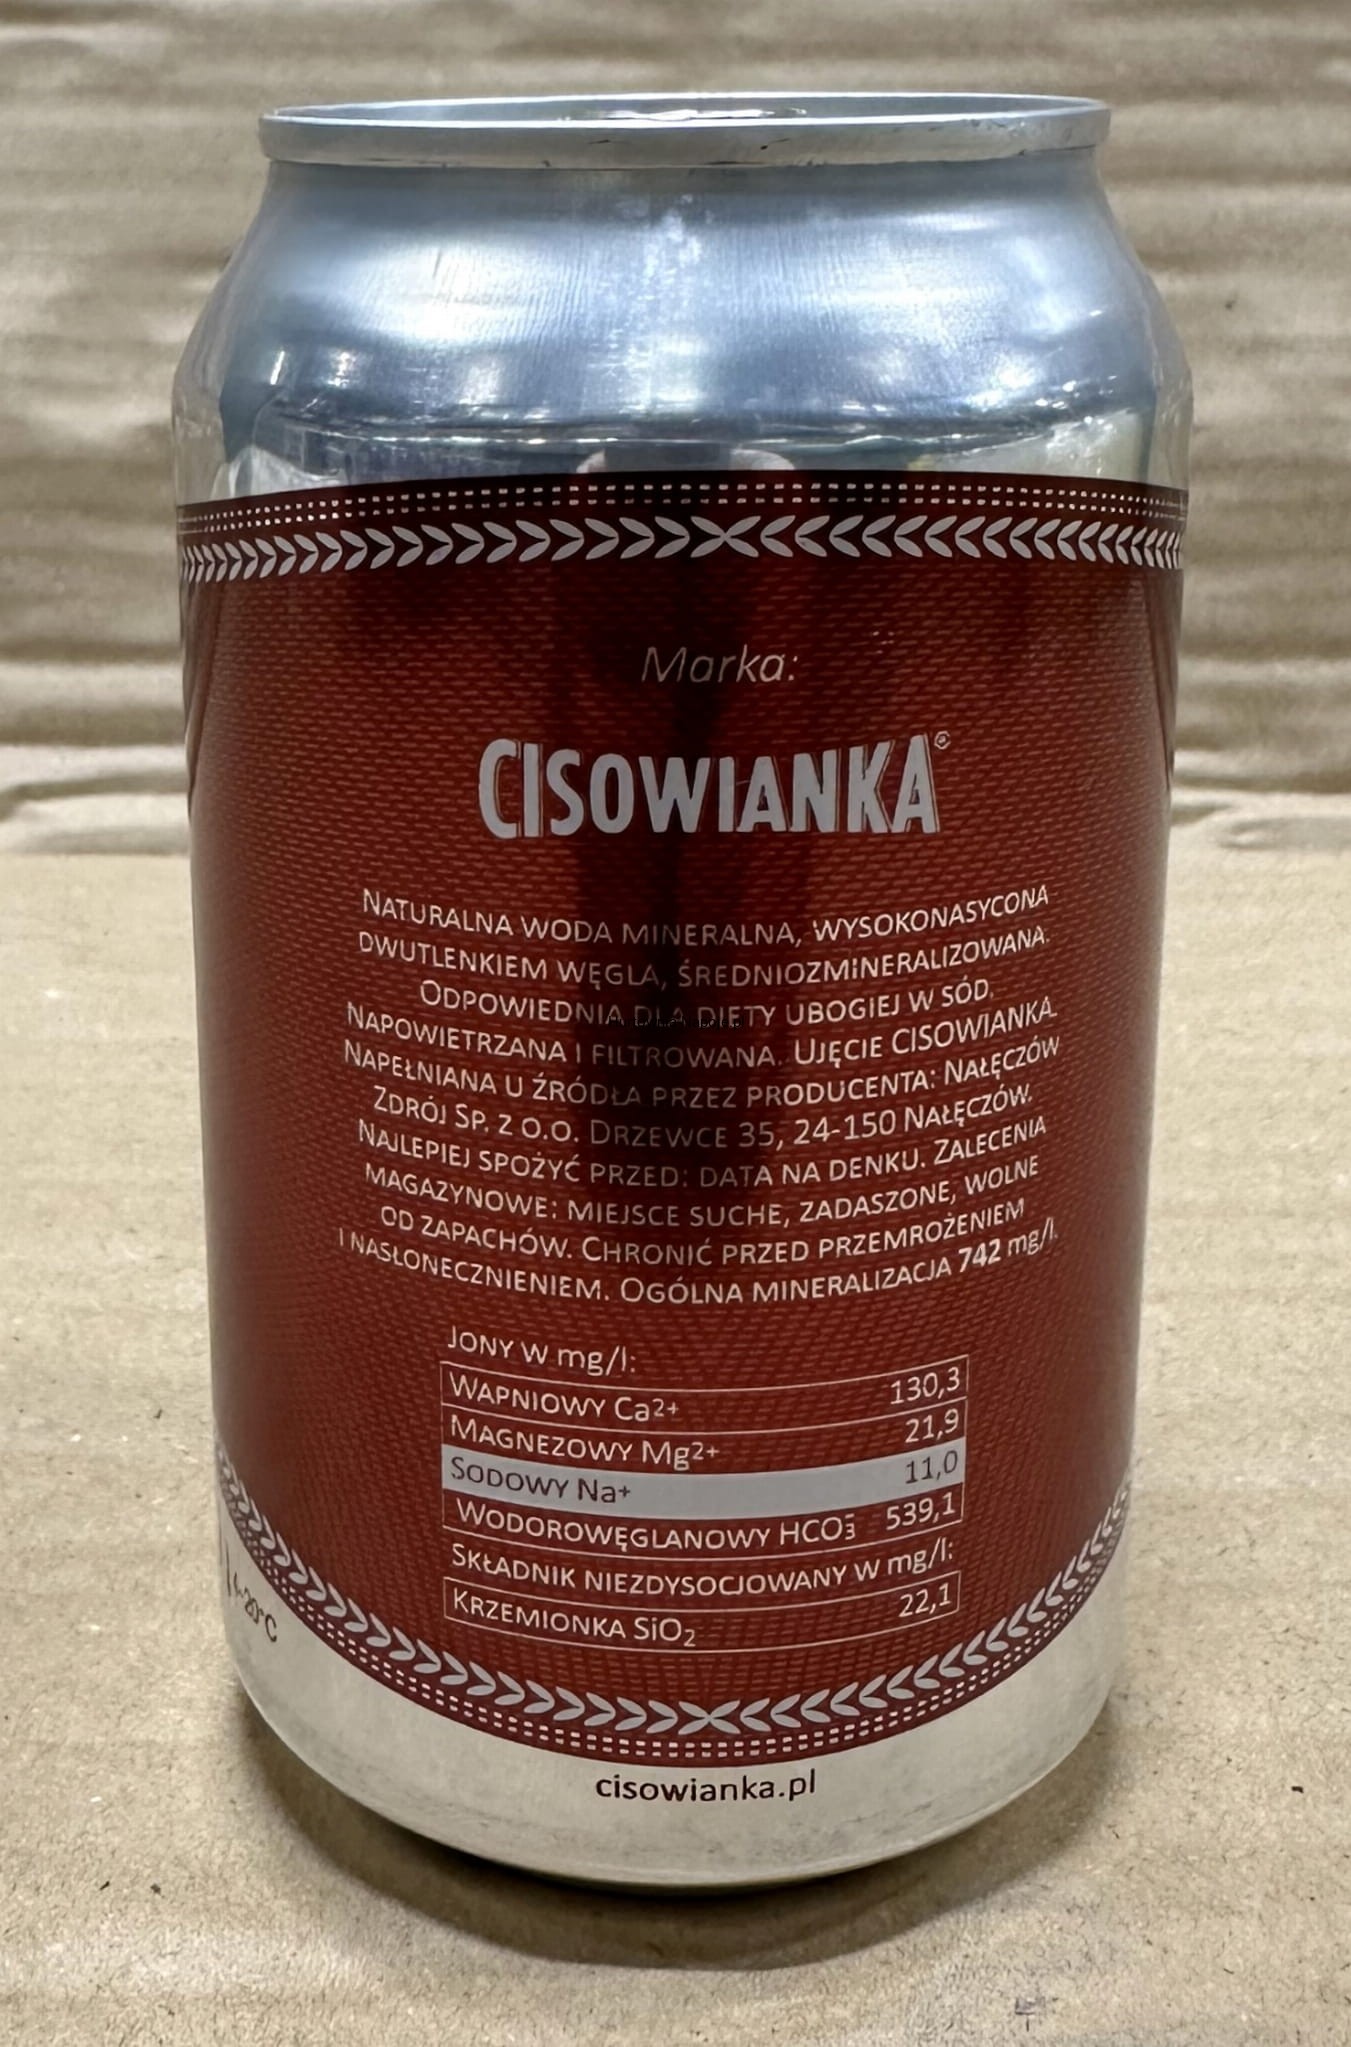 Marka:
CISOWIANKA®
NATURALNA WODA MINERALNA, WYSOKONASYCONA
DWUTLENKIEM WĘGLA, ŚREDNIOZMINERALIZOWANA.
ODPOWIEDNIA DLA DIETY UBOGIEJ W SÓD.
NAPOWIETRZANA I FILTROWANA. UJĘCIE CISOWIANKA.
NAPEŁNIANA U ŹRÓDŁA PRZEZ PRODUCENTA: NAŁĘCZÓW
ZDRÓJ SP. Z O.O. DRZEWCE 35, 24-150 NAŁĘCZÓW.
NAJLEPIEJ SPOŻYĆ PRZED: DATA NA DENKU. ZALECENIA
MAGAZYNOWE: MIEJSCE SUCHE, ZADASZONE, WOLNE
OD ZAPACHÓW. CHRONIĆ PRZED PRZEMROŻENIEM
I NASŁONECZNIENIEM. OGÓLNA MINERALIZACJA 742 mg/l.
JONY W mg/l:
WAPNIOWY Ca2+ 130,3
MAGNEZOWY Mg2+ 21,9
SODOWY Na+ 11,0
WODOROWĘGLANOWY HCO3- 539,1
SKŁADNIK NIEZDYSOCJOWANY W mg/l:
KRZEMIONKA SiO2 22,1
-20°C
cisowianka.pl